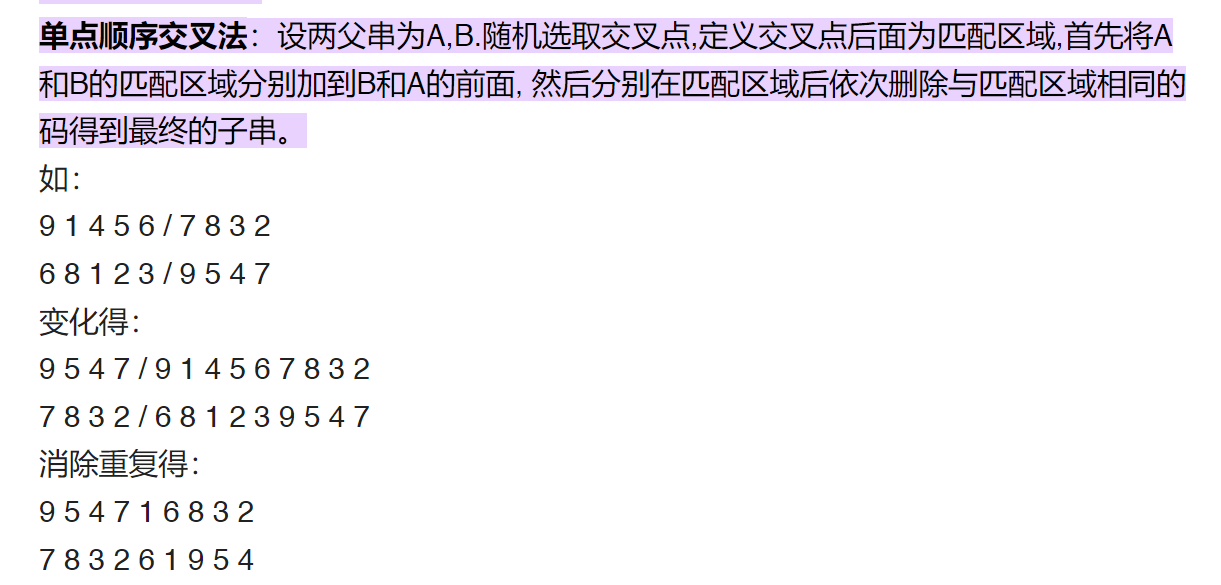 单点顺序交叉法：设两父串为A,B.随机选取交叉点,定义交叉点后面为匹配区域,首先将A
和B的匹配区域分别加到B和A的前面, 然后分别在匹配区域后依次删除与匹配区域相同的
码得到最终的子串。
如：
9 1 4 5 6 / 7 8 3 2
6 8 1 2 3 / 9 5 4 7
变化得：
9 5 4 7 / 9 1 4 5 6 7 8 3 2
7 8 3 2 / 6 8 1 2 3 9 5 4 7
消除重复得：
9 5 4 7 1 6 8 3 2
7 8 3 2 6 1 9 5 4